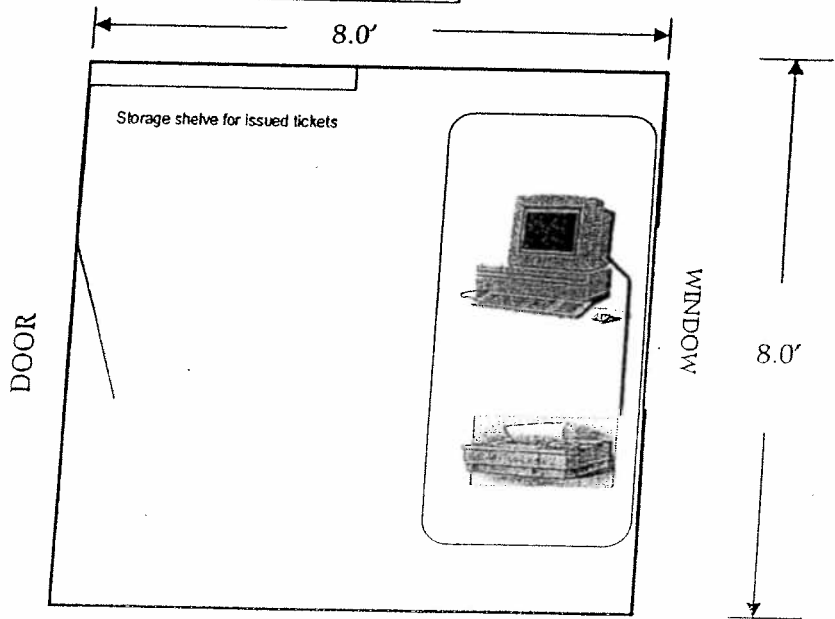 8.0′
Storage shelve for issued tickets
DOOR
WINDOW
8.0′